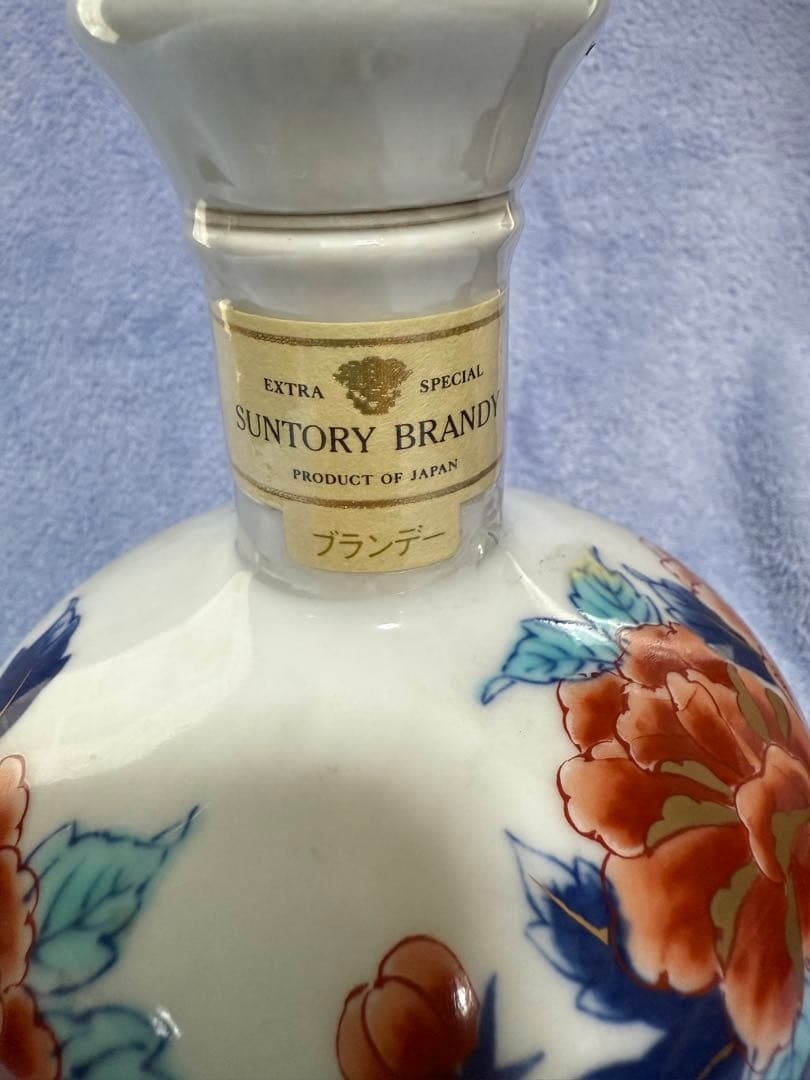 EXTRA SPECIAL
SUNTORY BRANDY
PRODUCT OF JAPAN
ブランデー